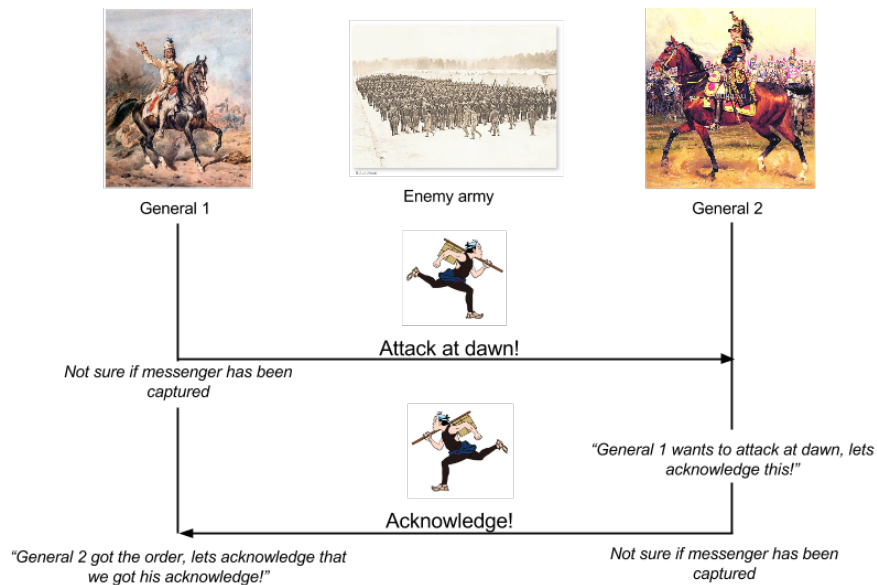 Enemy army
General 1
General 2
Attack at dawn!
Not sure if messenger has been
captured
“General 1 wants to attack at dawn, lets
acknowledge this!”
Acknowledge!
“General 2 got the order, lets acknowledge that
we got his acknowledge!”
Not sure if messenger has been
captured